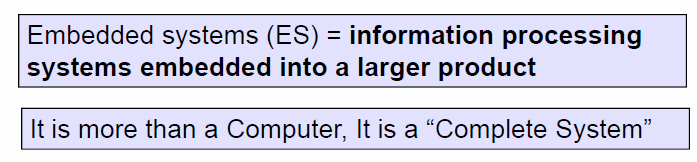 Embedded systems (ES) = information processing
systems embedded into a larger product
It is more than a Computer, It is a “Complete System”